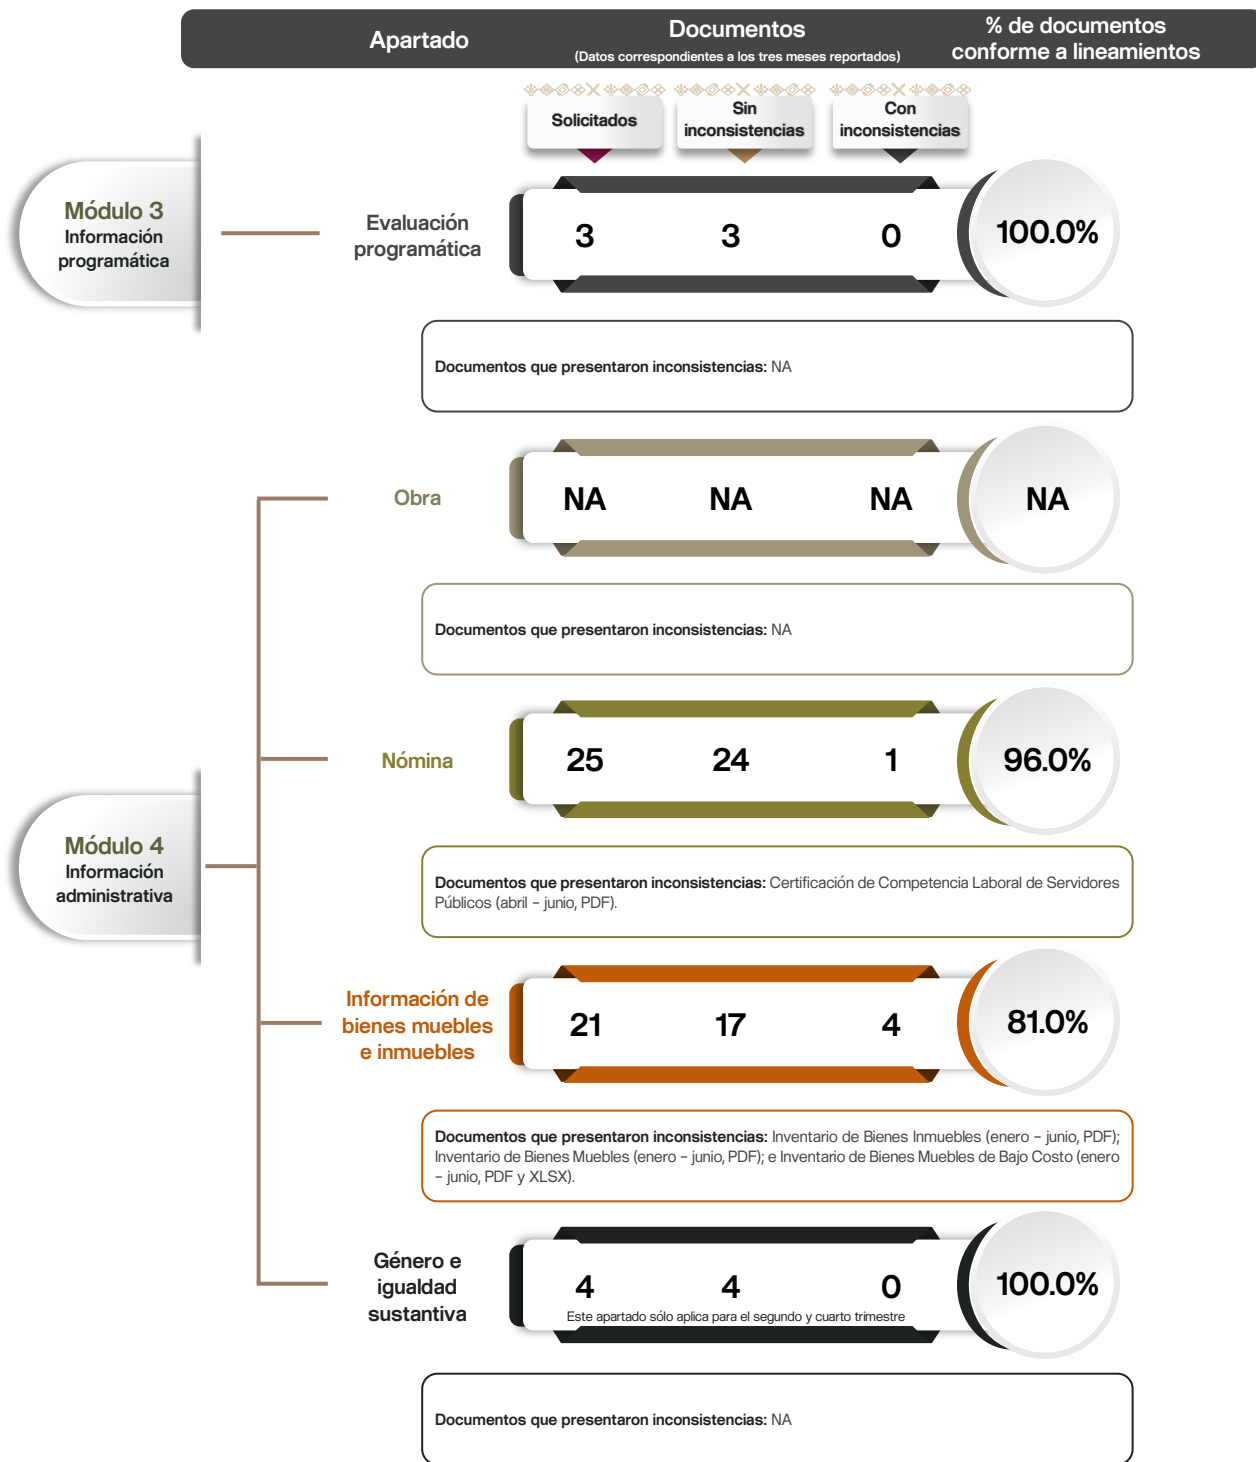 Apartado
Documentos
(Datos correspondientes a los tres meses reportados)
% de documentos
conforme a lineamientos
Solicitados
Sin
inconsistencias
Con
inconsistencias
Módulo 3
Información
programática
Evaluación
programática
3 3 0 100.0%
Documentos que presentaron inconsistencias: NA
Obra
NA NA NA NA
Documentos que presentaron inconsistencias: NA
Nómina
25 24 1 96.0%
Módulo 4
Información
administrativa
Documentos que presentaron inconsistencias: Certificación de Competencia Laboral de Servidores
Públicos (abril – junio, PDF).
Información de
bienes muebles
e inmuebles
21 17 4 81.0%
Documentos que presentaron inconsistencias: Inventario de Bienes Inmuebles (enero – junio, PDF);
Inventario de Bienes Muebles (enero – junio, PDF); e Inventario de Bienes Muebles de Bajo Costo (enero
– junio, PDF y XLSX).
Género e
igualdad
sustantiva
4 4 0 100.0%
Este apartado sólo aplica para el segundo y cuarto trimestre
Documentos que presentaron inconsistencias: NA